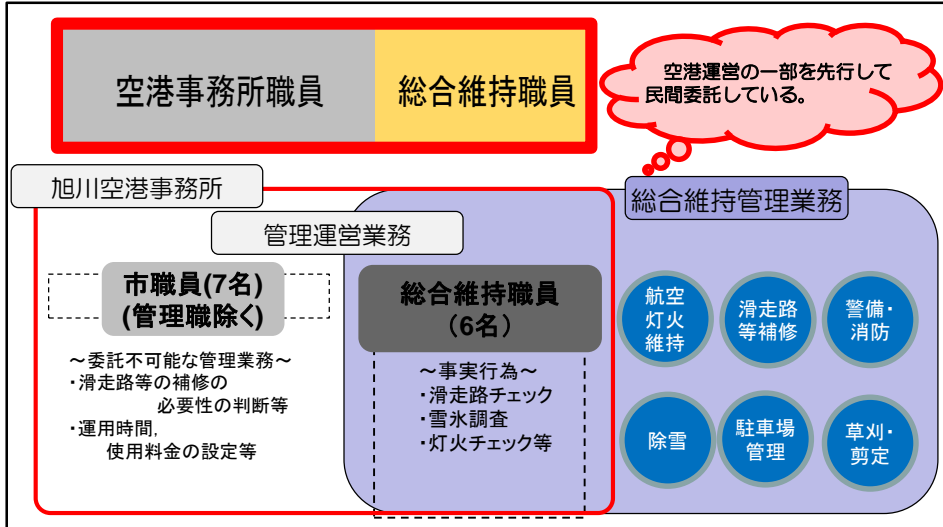 空港事務所職員
総合維持職員
空港運営の一部を先行して
民間委託している。
旭川空港事務所
管理運営業務
総合維持管理業務
市職員(7名)
(管理職除く)
～委託不可能な管理業務～
・滑走路等の補修の
必要性の判断等
・運用時間,
使用料金の設定等
総合維持職員
（6名）
～事実行為～
・滑走路チェック
・雪氷調査
・灯火チェック等
航空
灯火
維持
滑走路
等補修
警備・
消防
除雪
駐車場
管理
草刈・
剪定